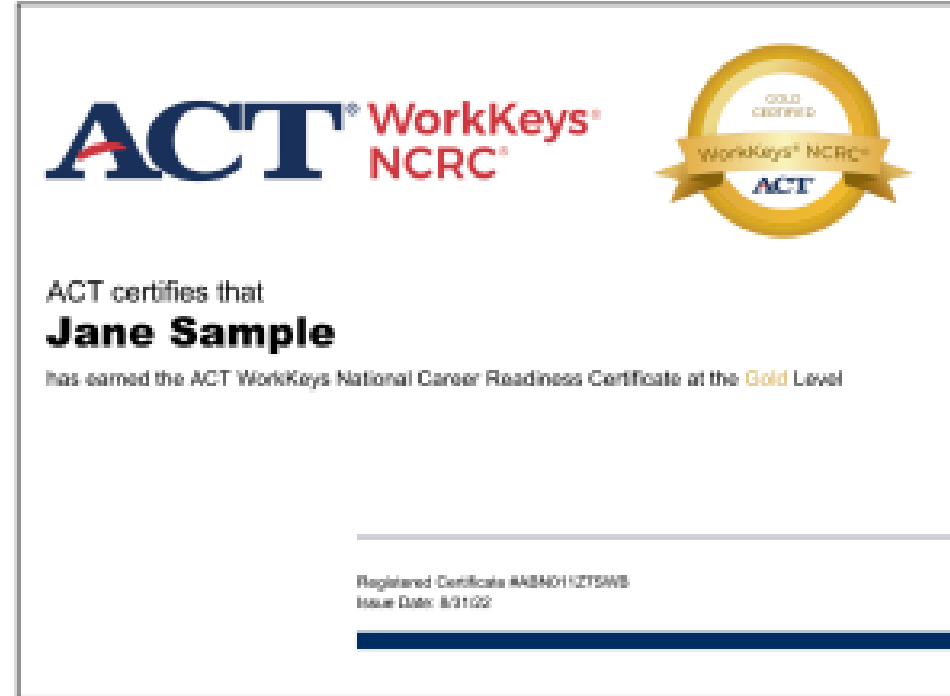 ACT® WorkKeys®
NCRC®
GOLD
CERTIFIED
WorkKeys® NCRC®
ACT
ACT certifies that
Jane Sample
has earned the ACT WorkKeys National Career Readiness Certificate at the Gold Level
Registered Certificate
Issue Date: 8/31/22